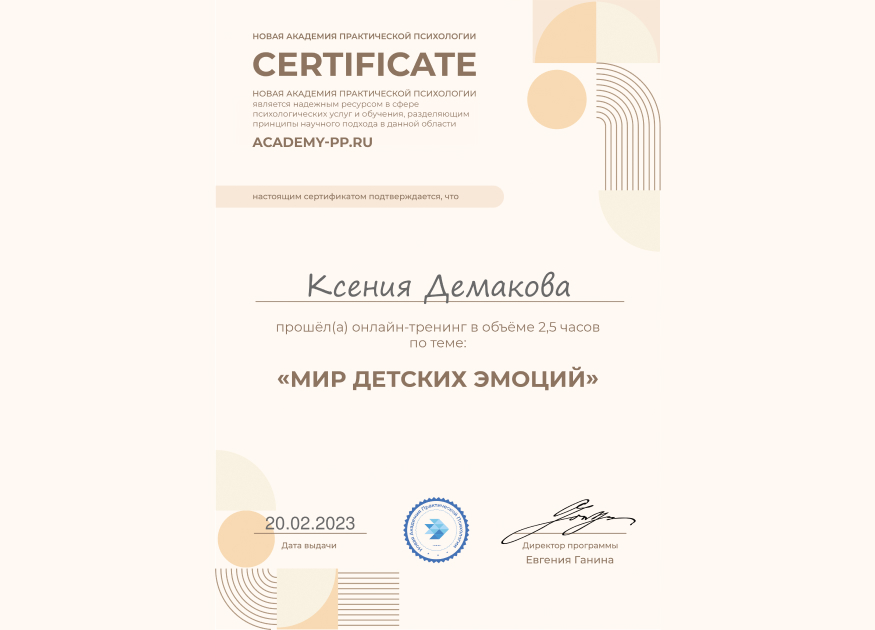 НОВАЯ АКАДЕМИЯ ПРАКТИЧЕСКОЙ ПСИХОЛОГИИ
CERTIFICATE
НОВАЯ АКАДЕМИЯ ПРАКТИЧЕСКОЙ ПСИХОЛОГИИ
является надежным ресурсом в сфере
психологических услуг и обучения, разделяющим
принципы научного подхода в данной области
ACADEMY-PP.RU
настоящим сертификатом подтверждается, что
Ксения Демакова
прошёл(а) онлайн-тренинг в объёме 2,5 часов
по теме:
«МИР ДЕТСКИХ ЭМОЦИЙ»
20.02.2023
Дата выдачи
Новая Академия Практической Психологии
Директор программы
Евгения Ганина